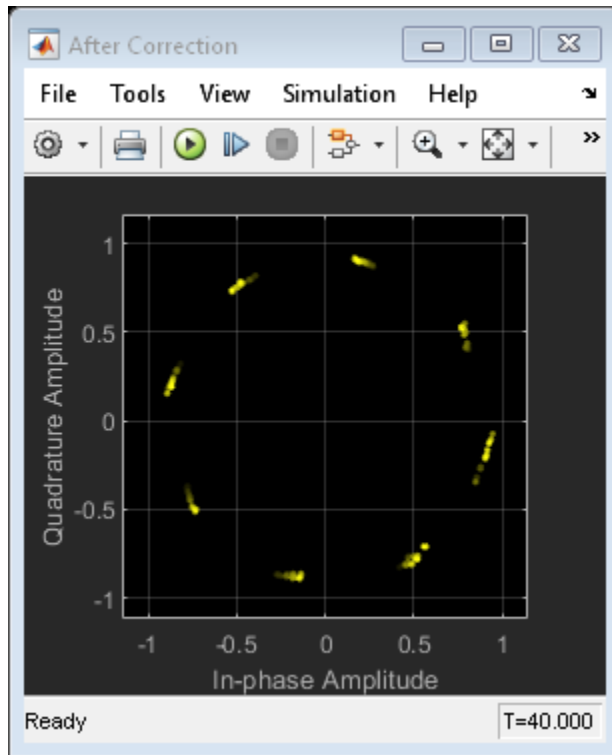 After Correction
File Tools View Simulation Help
»
Quadrature Amplitude
1
0.5
0
-0.5
-1
-1 -0.5 0 0.5 1
In-phase Amplitude
Ready T=40.000